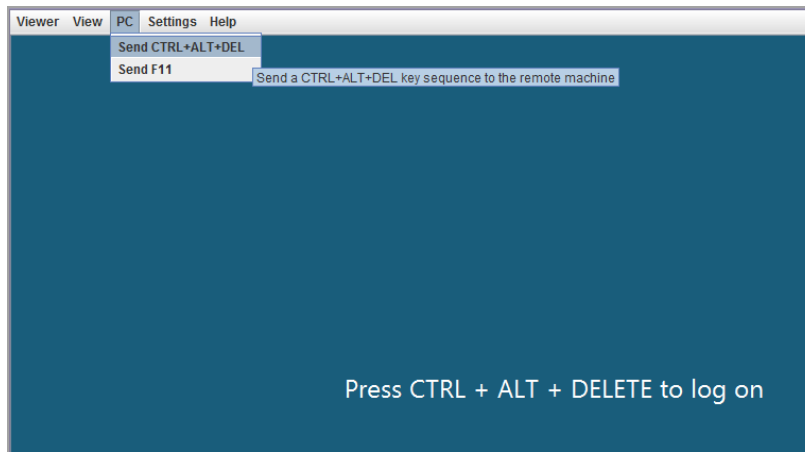 Viewer View PC Settings Help
Send CTRL+ALT+DEL
Send F11
Send a CTRL+ALT+DEL key sequence to the remote machine
Press CTRL + ALT + DELETE to log on